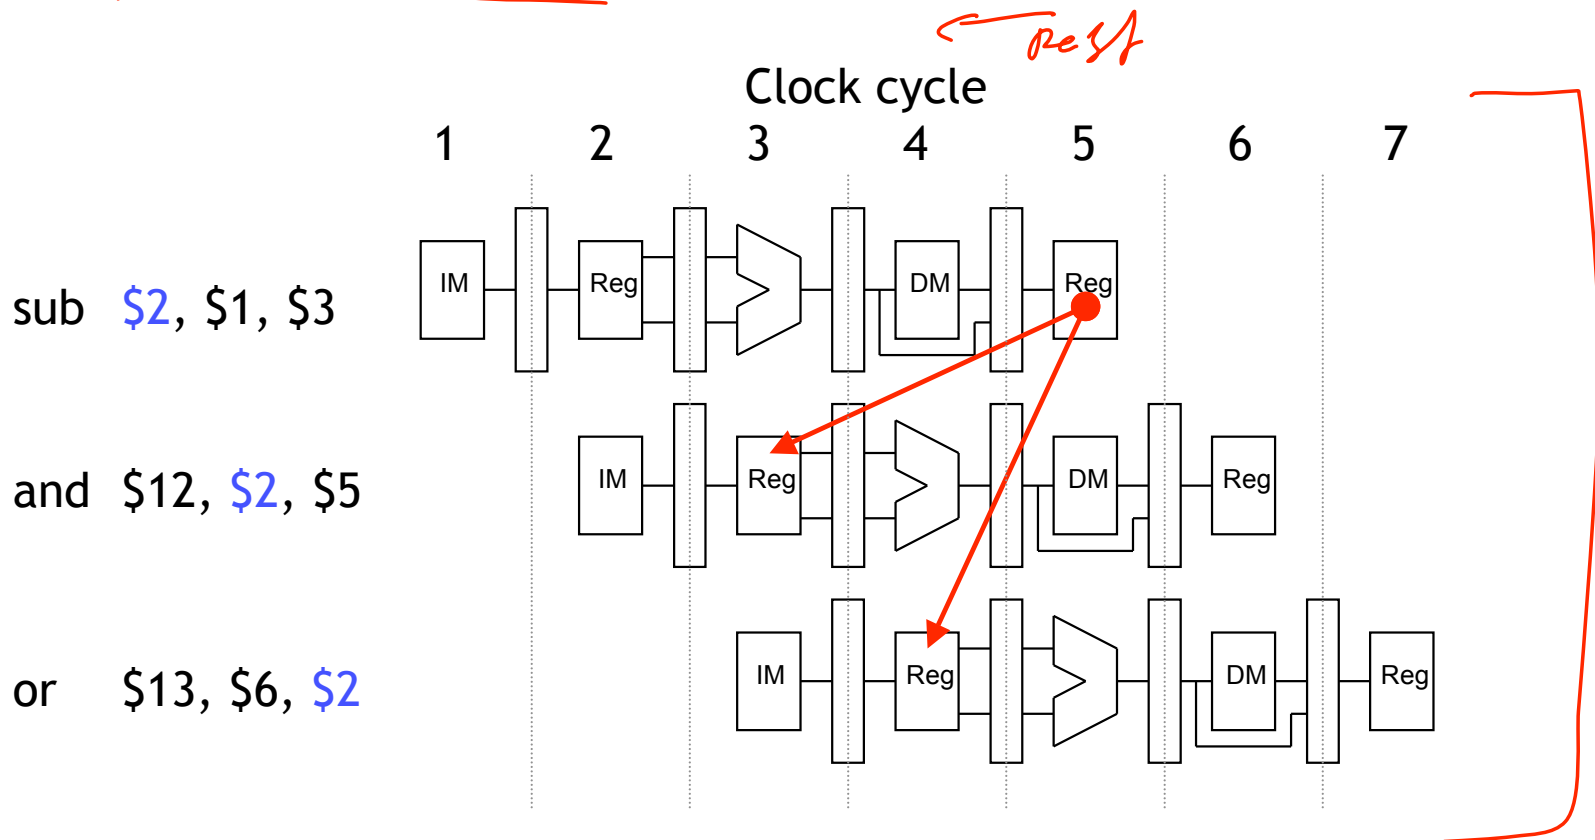 Clock cycle
1 2 3 4 5 6 7
IM Reg DM Reg
sub $2, $1, $3
IM Reg DM Reg
and $12, $2, $5
IM Reg DM Reg
or $13, $6, $2